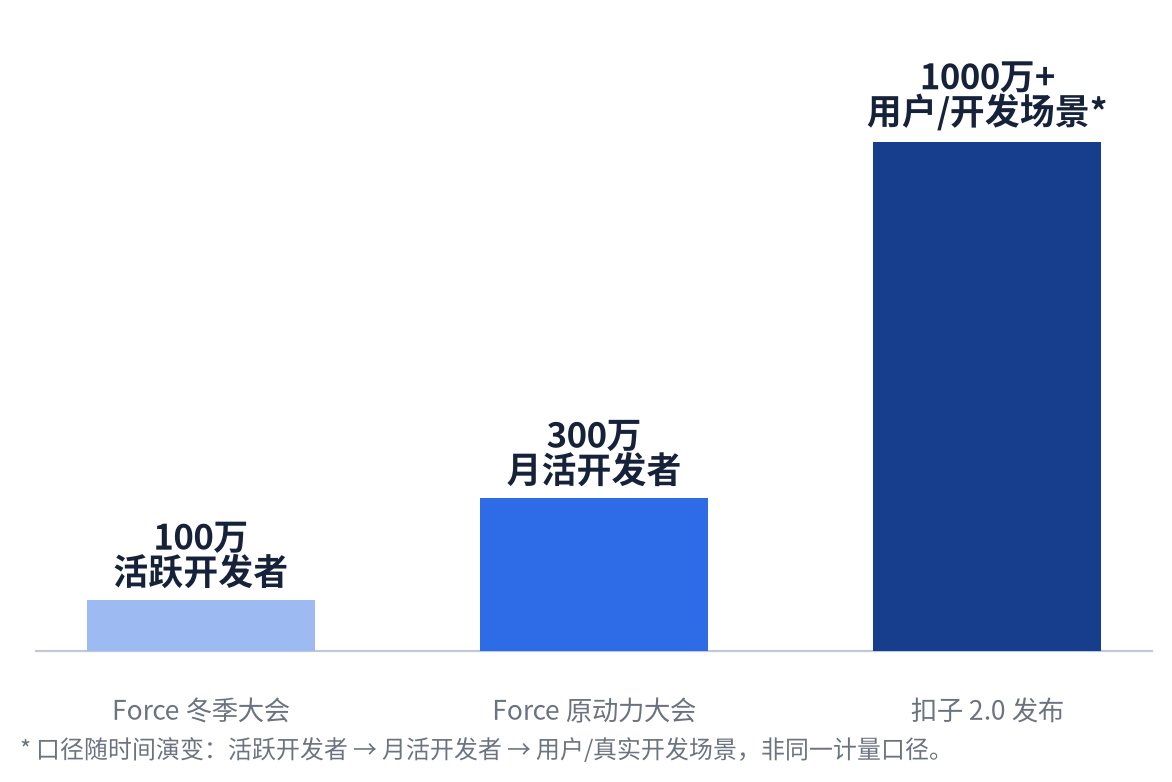 1000万+
用户/开发场景*
300万
月活开发者
100万
活跃开发者
Force 冬季大会
Force 原动力大会
扣子 2.0 发布
* 口径随时间演变：活跃开发者 → 月活开发者 → 用户/真实开发场景，非同一计量口径。